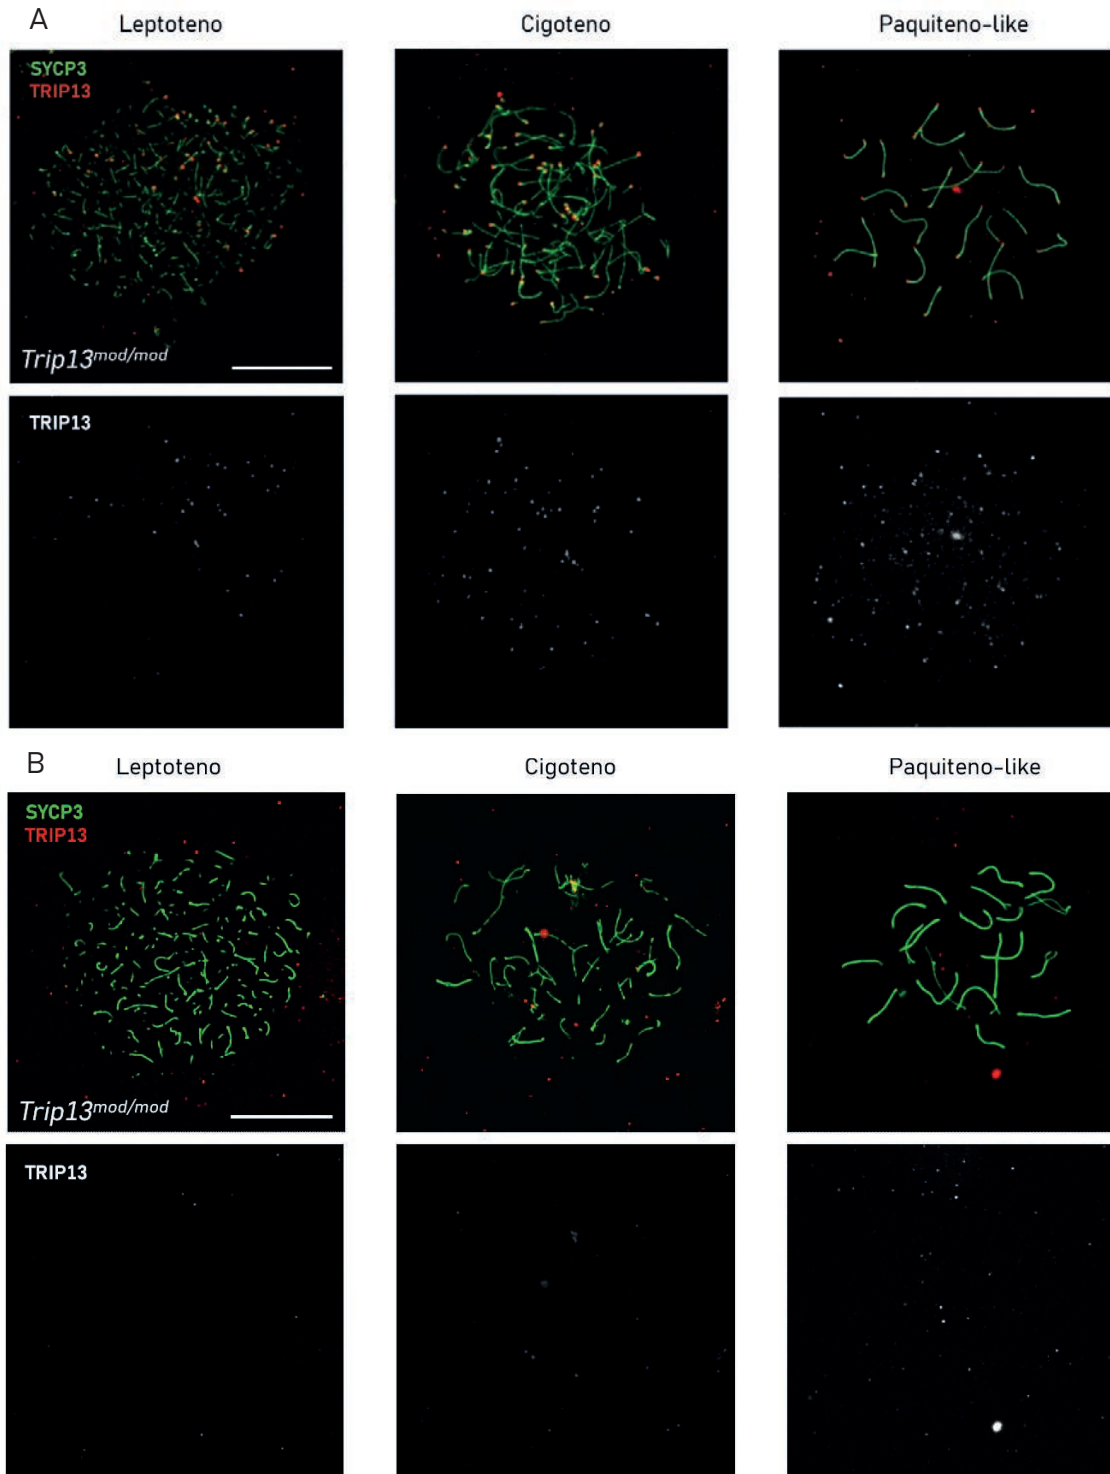 A
Leptoteno
Cigoteno
Paquiteno-like
SYCP3
TRIP13
Trip13mod/mod
TRIP13
B
Leptoteno
Cigoteno
Paquiteno-like
SYCP3
TRIP13
Trip13mod/mod
TRIP13